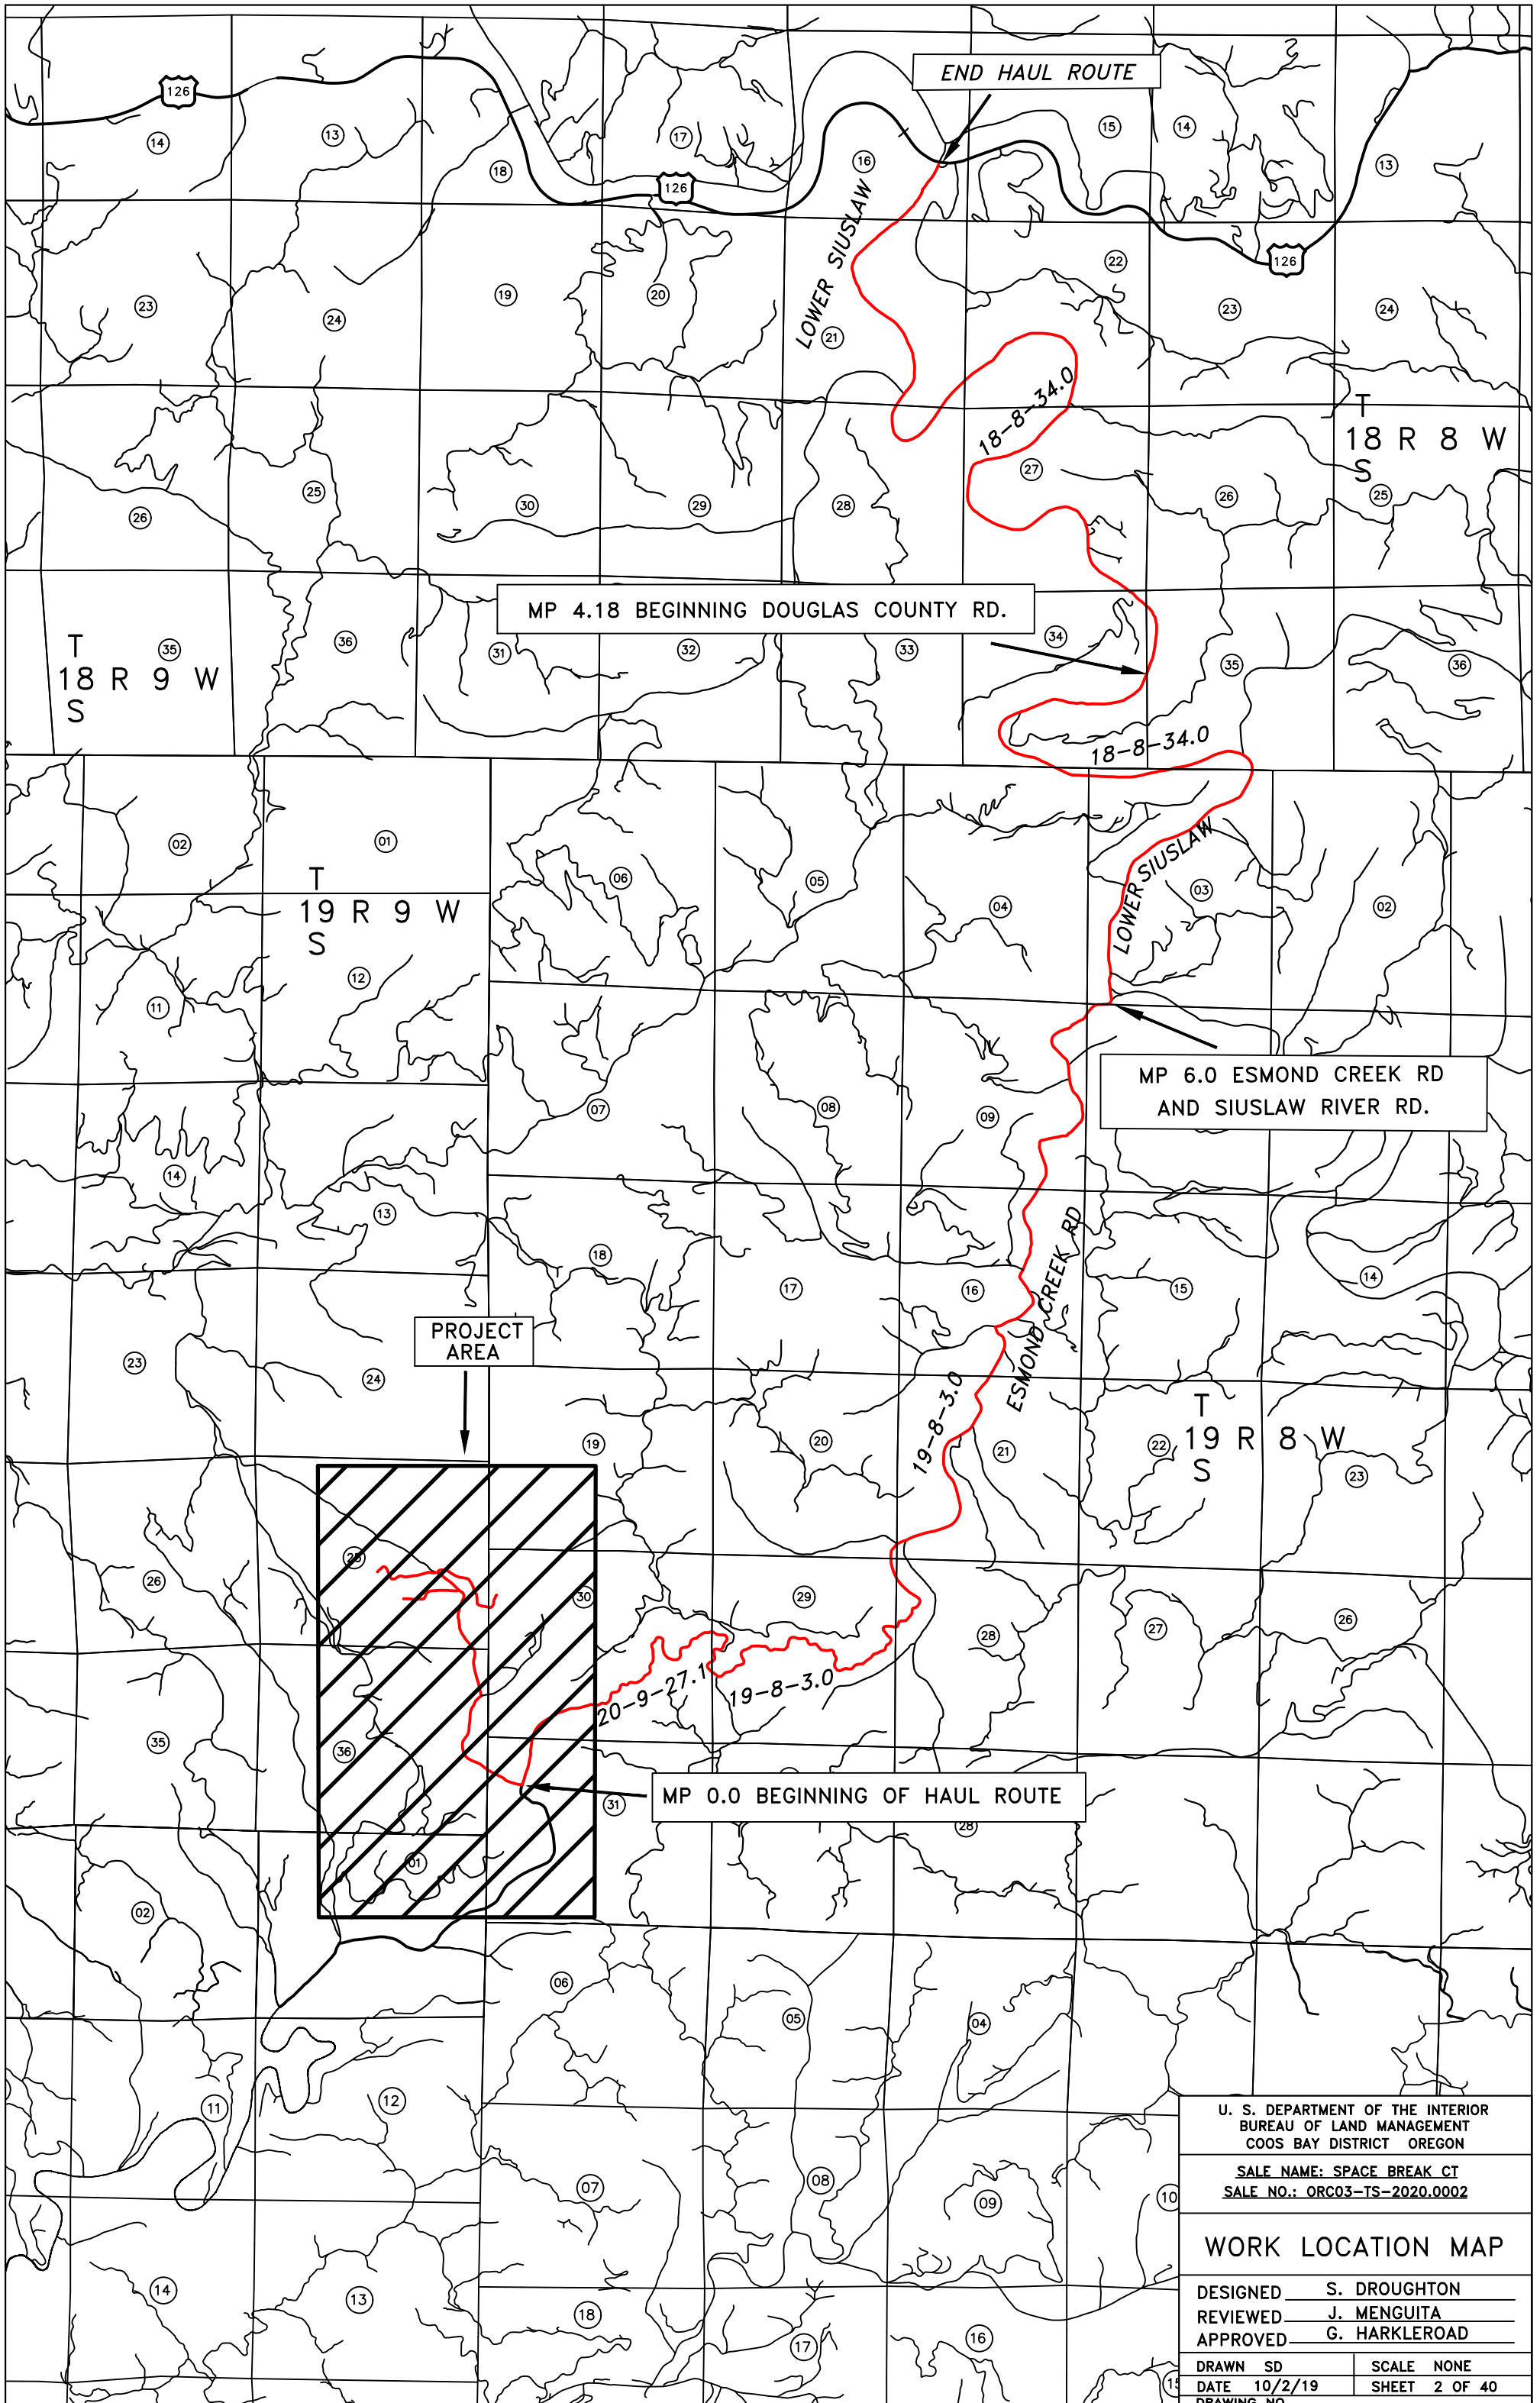 END HAUL ROUTE
126
14
13
18
17
16
15
14
13
126
126
LOWER SIUSLAW
23
24
19
20
21
22
23
24
18-8-34.0
T
18 R 8 W
S
26
25
30
29
28
27
26
25
MP 4.18 BEGINNING DOUGLAS COUNTY RD.
T
18 R 9 W
S
35
36
31
32
33
34
35
36
18-8-34.0
02
01
06
05
04
03
02
LOWER SIUSLAW
T
19 R 9 W
S
11
12
07
08
09
MP 6.0 ESMOND CREEK RD
AND SIUSLAW RIVER RD.
14
13
18
17
16
15
14
ESMOND CREEK RD
PROJECT
AREA
23
24
19
20
21
22
23
19-8-3.0
T
19 R 8 W
S
26
25
30
29
28
27
26
20-9-27.1
19-8-3.0
35
36
31
MP 0.0 BEGINNING OF HAUL ROUTE
28
01
02
06
05
04
11
12
07
08
09
10
14
13
18
17
16
15
U. S. DEPARTMENT OF THE INTERIOR
BUREAU OF LAND MANAGEMENT
COOS BAY DISTRICT OREGON
SALE NAME: SPACE BREAK CT
SALE NO.: ORC03-TS-2020.0002
WORK LOCATION MAP
DESIGNED S. DROUGHTON
REVIEWED J. MENGUITA
APPROVED G. HARKLEROAD
DRAWN SD SCALE NONE
DATE 10/2/19 SHEET 2 OF 40
DRAWING NO.